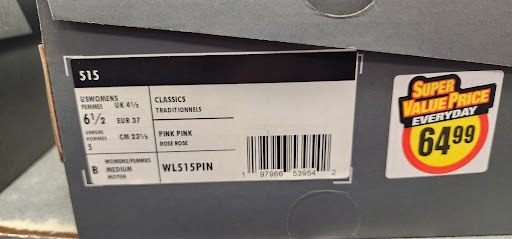 515
USWOMENS
FEMMES
UK 4½
6½
EUR 37
USMENS
HOMMES
5
CM 23½
B
WOMENS/FEMMES
MEDIUM
MOYEN
CLASSICS
TRADITIONNELS
PINK PINK
ROSE ROSE
WL515PIN
1 97966 53954 2
SUPER
VALUE PRICE
EVERYDAY
64.99